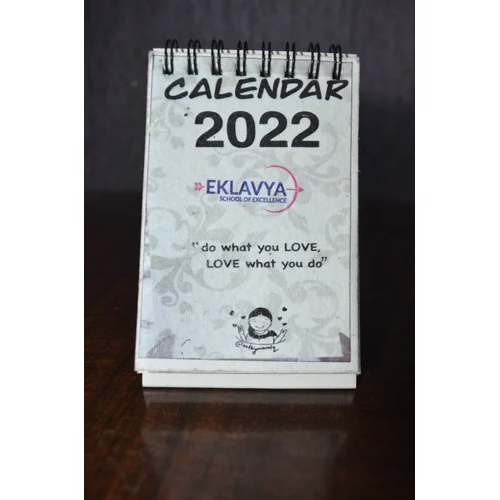 CALENDAR
2022
EKLAVYA
SCHOOL OF EXCELLENCE
"do what you LOVE,
LOVE what you do"